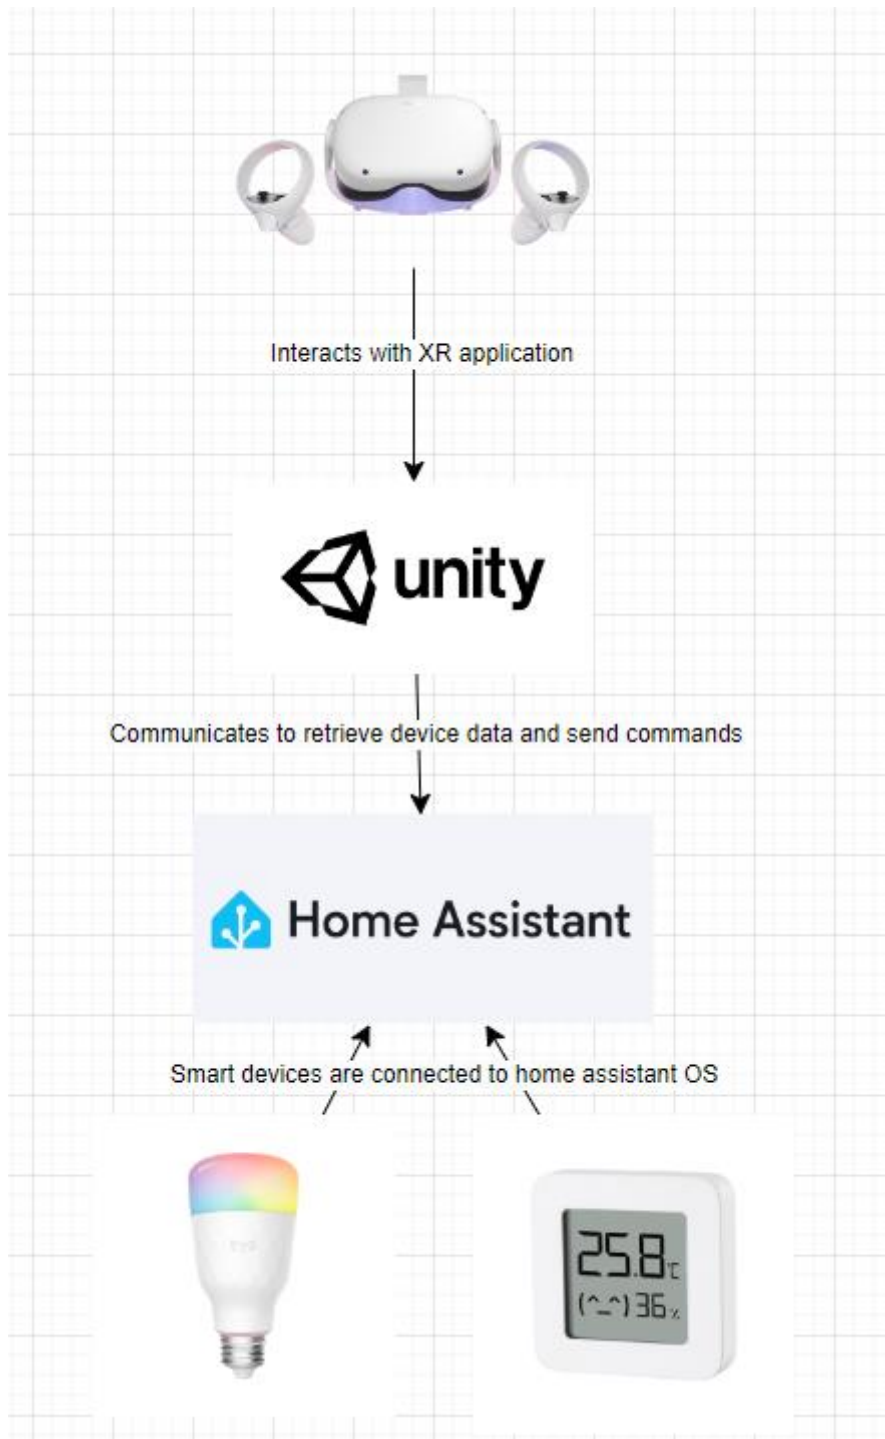 Interacts with XR application
unity
Communicates to retrieve device data and send commands
Home Assistant
Smart devices are connected to home assistant OS
25.8°C
(^_^) 36%